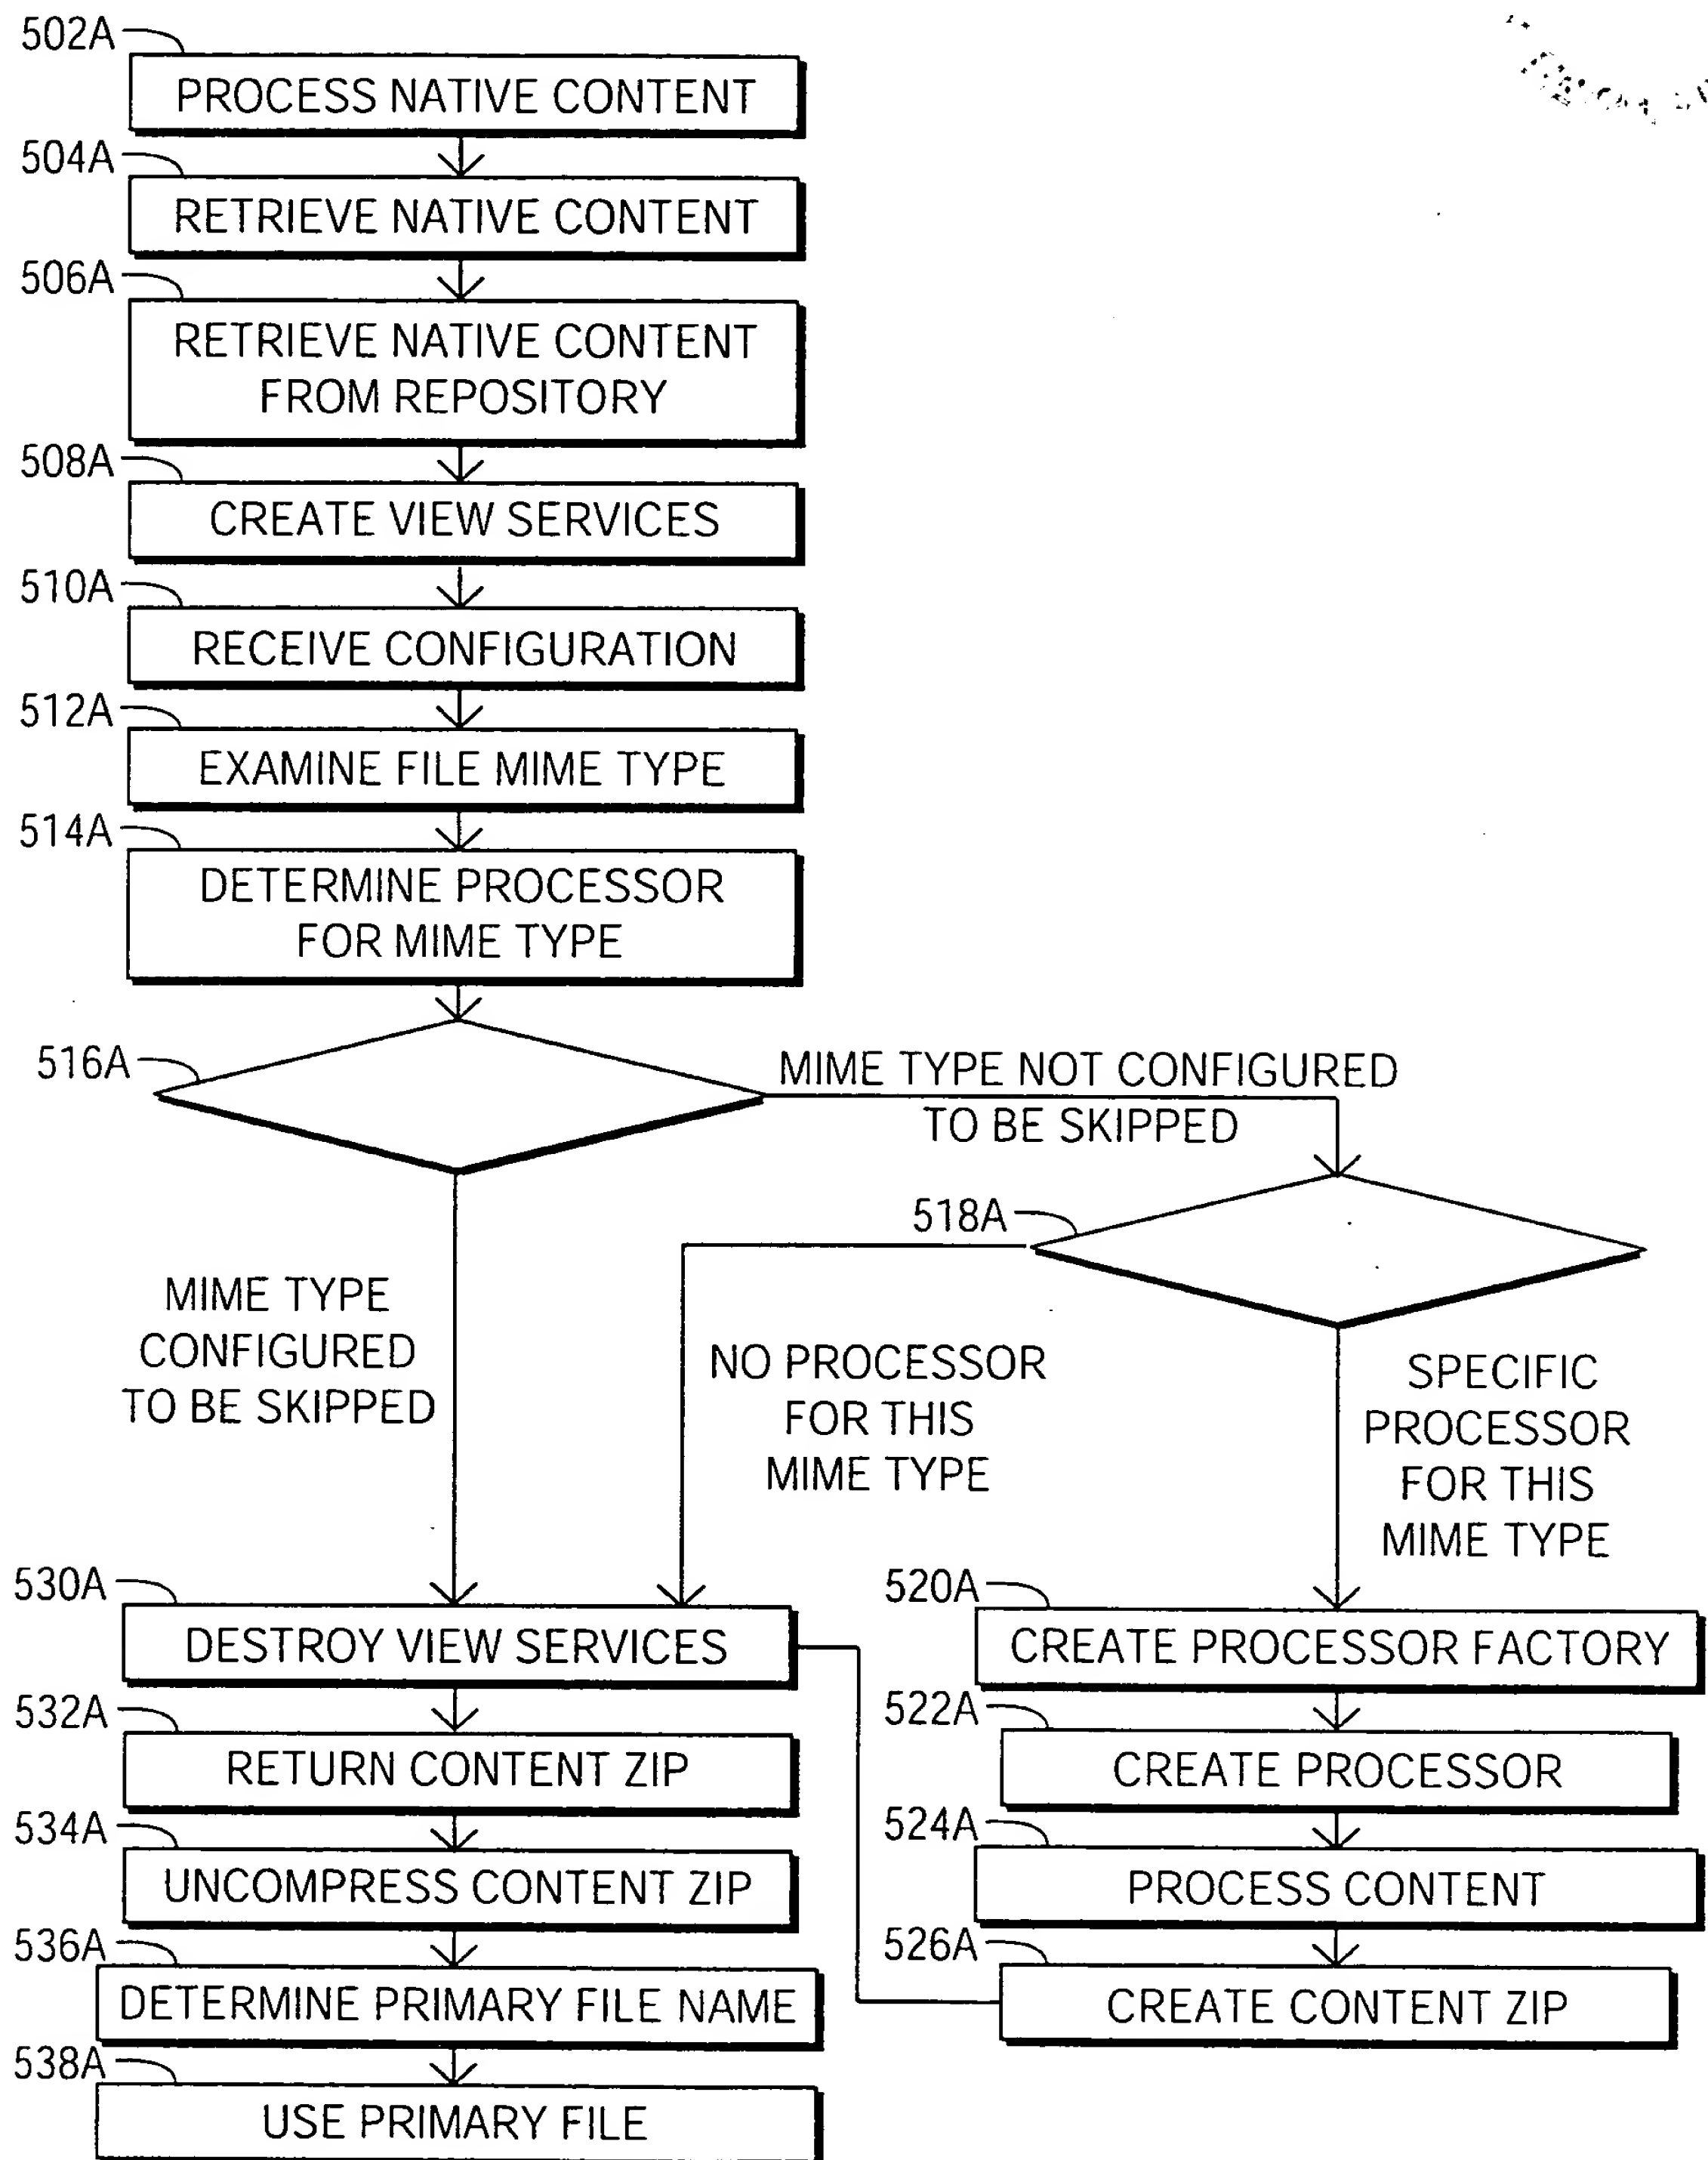 502A
PROCESS NATIVE CONTENT
504A
RETRIEVE NATIVE CONTENT
506A
RETRIEVE NATIVE CONTENT
FROM REPOSITORY
508A
CREATE VIEW SERVICES
510A
RECEIVE CONFIGURATION
512A
EXAMINE FILE MIME TYPE
514A
DETERMINE PROCESSOR
FOR MIME TYPE
516A
MIME TYPE NOT CONFIGURED
TO BE SKIPPED
518A
MIME TYPE
CONFIGURED
TO BE SKIPPED
NO PROCESSOR
FOR THIS
MIME TYPE
SPECIFIC
PROCESSOR
FOR THIS
MIME TYPE
530A
DESTROY VIEW SERVICES
532A
RETURN CONTENT ZIP
534A
UNCOMPRESS CONTENT ZIP
536A
DETERMINE PRIMARY FILE NAME
538A
USE PRIMARY FILE
520A
CREATE PROCESSOR FACTORY
522A
CREATE PROCESSOR
524A
PROCESS CONTENT
526A
CREATE CONTENT ZIP